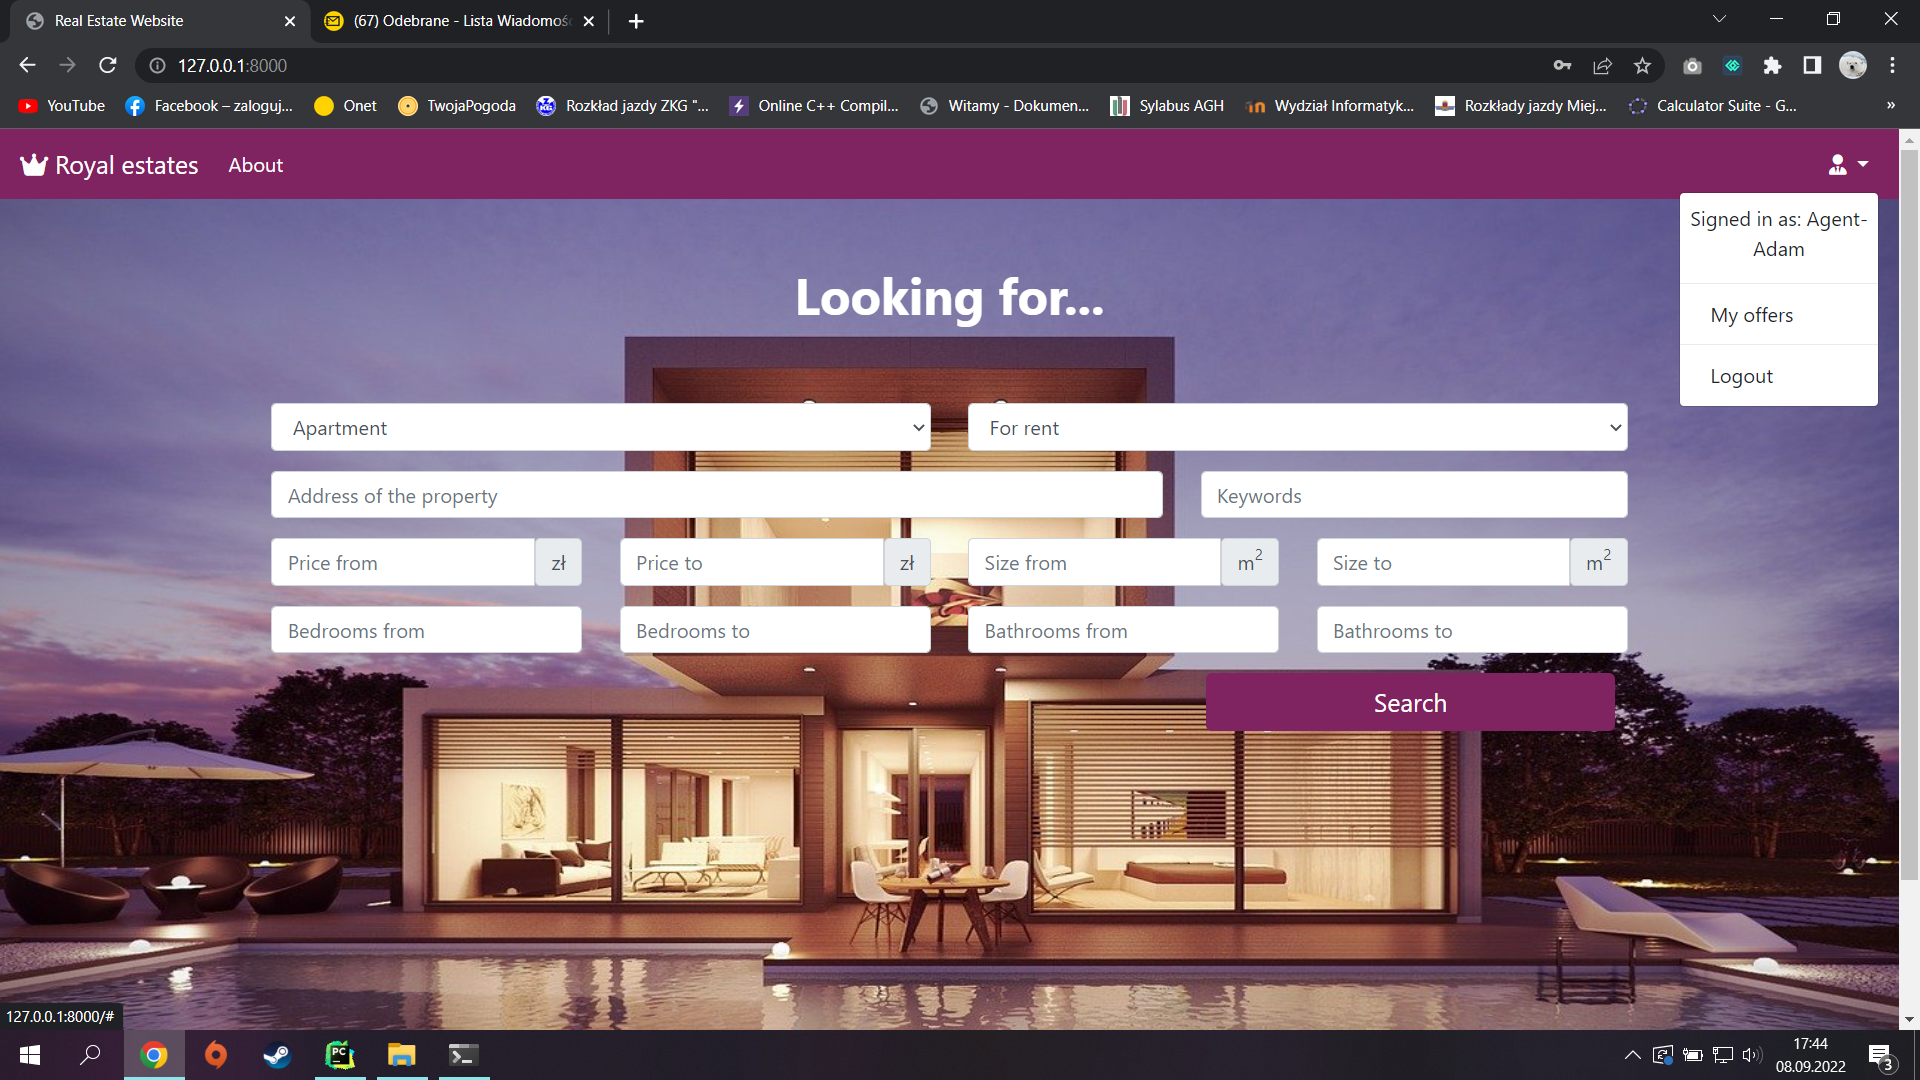 Real Estate Website
(67) Odebrane - Lista Wiadomośc
127.0.0.1:8000
YouTube
Facebook – zaloguj...
Onet
TwojaPogoda
Rozkład jazdy ZKG "...
Online C++ Compil...
Witamy - Dokumen...
Sylabus AGH
Wydział Informatyk...
Rozkłady jazdy Miej...
Calculator Suite - G...
»
Royal estates
About
Signed in as: Agent-
Adam
My offers
Logout
Looking for...
Apartment
For rent
Address of the property
Keywords
Price from
zł
Price to
zł
Size from
m²
Size to
m²
Bedrooms from
Bedrooms to
Bathrooms from
Bathrooms to
Search
127.0.0.1:8000/#
PC
17:44
08.09.2022
3